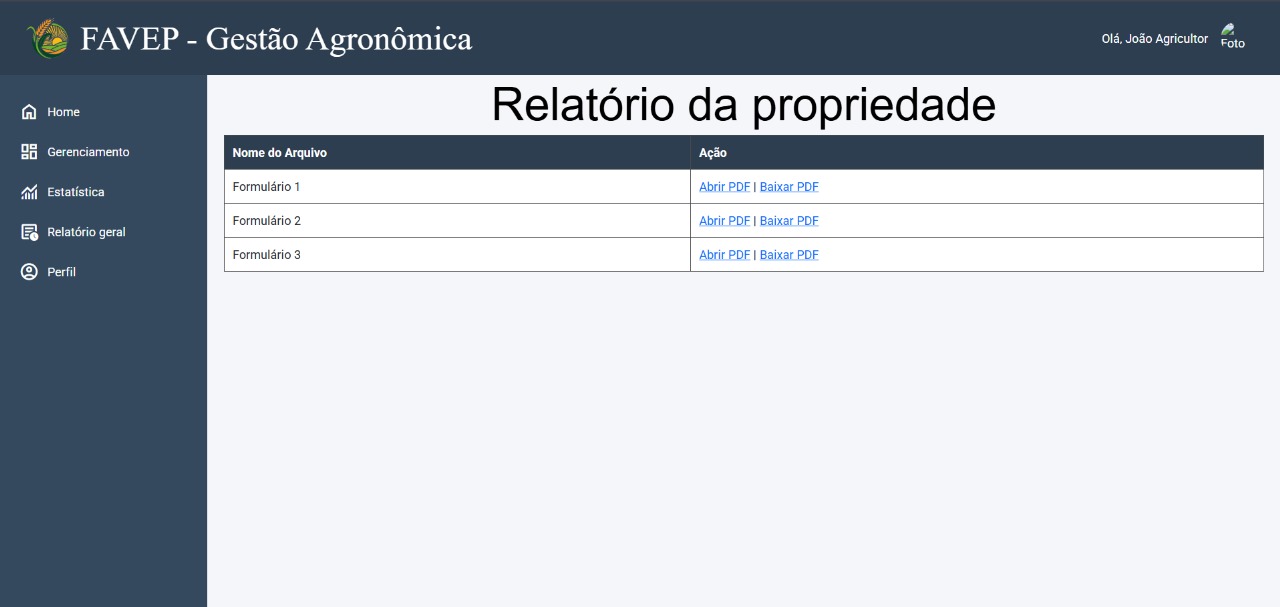 FAVEP - Gestão Agronômica
Olá, João Agricultor
Foto
Home
Gerenciamento
Estatística
Relatório geral
Perfil
Relatório da propriedade
Nome do Arquivo Ação
Formulário 1 Abrir PDF | Baixar PDF
Formulário 2 Abrir PDF | Baixar PDF
Formulário 3 Abrir PDF | Baixar PDF